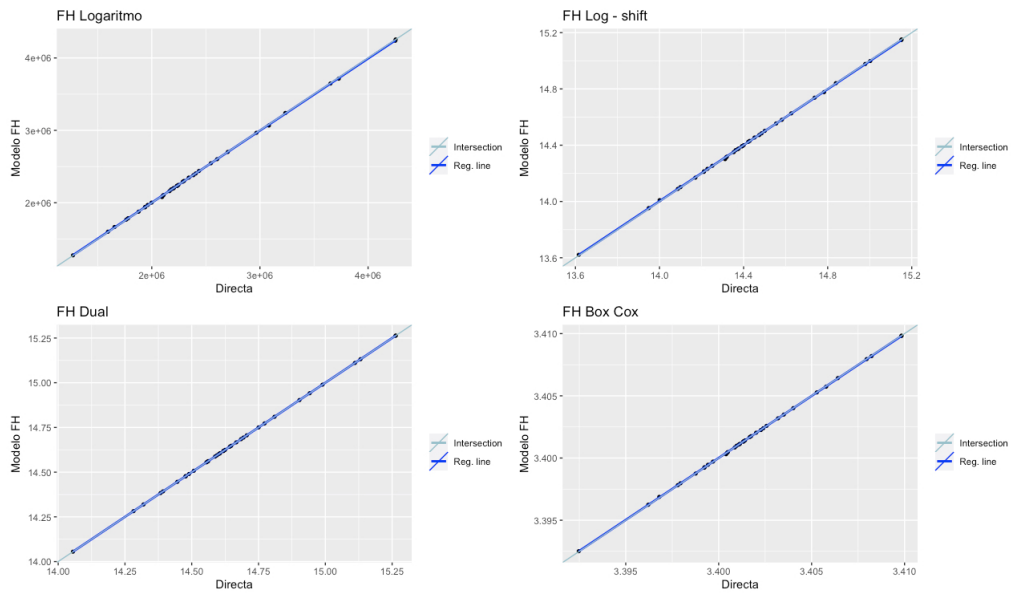 FH Logaritmo
4e+06
3e+06
2e+06
Modelo FH
2e+06 3e+06 4e+06
Directa
Intersection
Reg. line
FH Log - shift
15.2
14.8
14.4
14.0
13.6
Modelo FH
13.6 14.0 14.4 14.8 15.2
Directa
Intersection
Reg. line
FH Dual
15.25
15.00
14.75
14.50
14.25
14.00
Modelo FH
14.00 14.25 14.50 14.75 15.00 15.25
Directa
Intersection
Reg. line
FH Box Cox
3.410
3.405
3.400
3.395
Modelo FH
3.395 3.400 3.405 3.410
Directa
Intersection
Reg. line